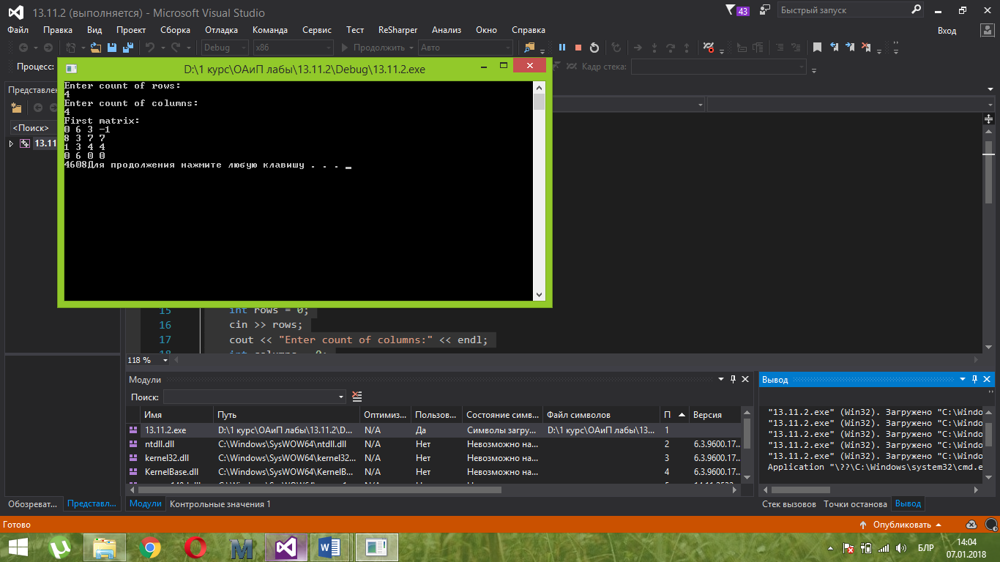 13.11.2 (выполняется) - Microsoft Visual Studio
43
Быстрый запуск
Файл Правка Вид Проект Сборка Отладка Команда Сервис Тест ReSharper Анализ Окно Справка
Вход
Debug x86 Продолжить Авто
Процесс:
Кадр стека:
D:\1 курс\ОАиП лабы\13.11.2\Debug\13.11.2.exe
Enter count of rows:
4
Enter count of columns:
4
First matrix:
0 6 3 -1
8 3 7 7
1 3 4 4
0 6 0 0
4608Для продолжения нажмите любую клавишу . . .
<Поиск>
15 int rows = 0;
16 cin >> rows;
17 cout << "Enter count of columns:" << endl;
118 %
Модули
Поиск:
Имя Путь Оптимиз... Пользов... Состояние симв... Файл символов П Версия
13.11.2.exe D:\1 курс\ОАиП лабы\13.11.2\D... N/A Да Символы загру... D:\1 курс\ОАиП лабы\13... 1
ntdll.dll C:\Windows\SysWOW64\ntdll.dll N/A Нет Невозможно на... 2 6.3.9600.17...
kernel32.dll C:\Windows\SysWOW64\kernel32... N/A Нет Невозможно на... 3 6.3.9600.17...
KernelBase.dll C:\Windows\SysWOW64\KernelB... N/A Нет Невозможно на... 4 6.3.9600.17...
Вывод
"13.11.2.exe" (Win32). Загружено "C:\Windo
"13.11.2.exe" (Win32). Загружено "C:\Windo
"13.11.2.exe" (Win32). Загружено "C:\Windo
"13.11.2.exe" (Win32). Загружено "C:\Windo
"13.11.2.exe" (Win32). Загружено "C:\Windo
Application "\??\C:\Windows\system32\cmd.e
Обозреват... Представл... Модули Контрольные значения 1
Стек вызовов Точки останова Вывод
Готово
Опубликовать
БЛР
14:04
07.01.2018